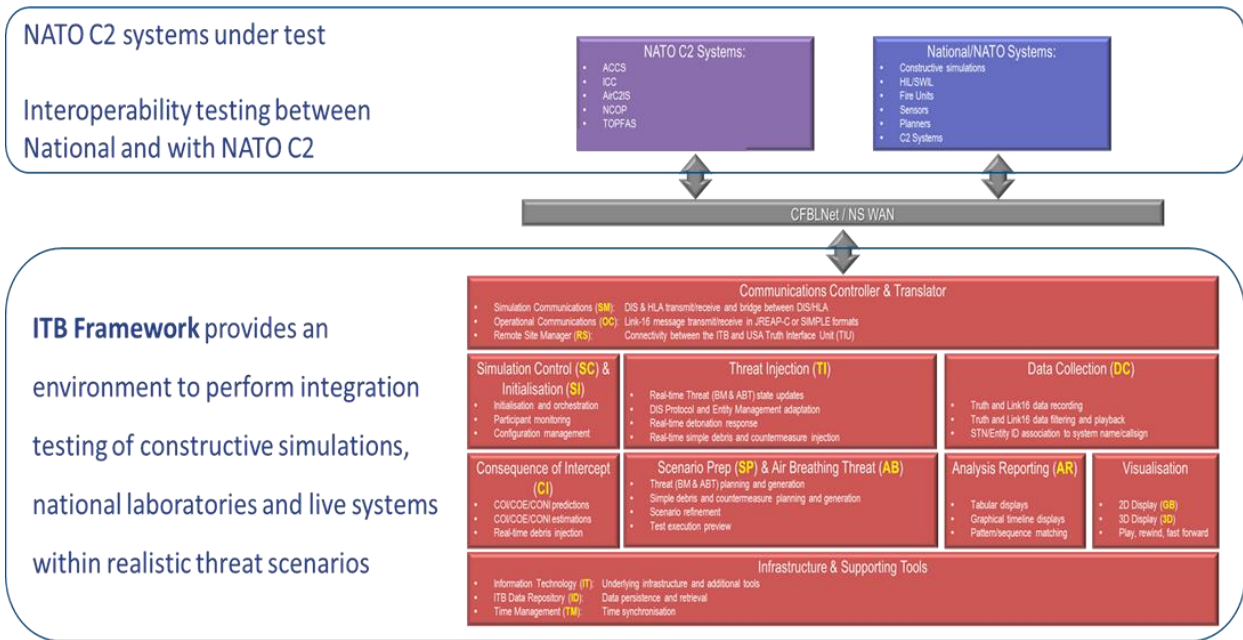 NATO C2 systems under test
Interoperability testing between
National and with NATO C2
NATO C2 Systems:
• ACCS
• ICC
• AirC2IS
• NCOP
• TOPFAS
National/NATO Systems:
• Constructive simulations
• HIL/SWIL
• Fire Units
• Sensors
• Planners
• C2 Systems
CFBLNet / NS WAN
ITB Framework provides an
environment to perform integration
testing of constructive simulations,
national laboratories and live systems
within realistic threat scenarios
Communications Controller & Translator
• Simulation Communications (SM): DIS & HLA transmit/receive and bridge between DIS/HLA
• Operational Communications (OC): Link-16 message transmit/receive in JREAP-C or SIMPLE formats
• Remote Site Manager (RS): Connectivity between the ITB and USA Truth Interface Unit (TIU)
Simulation Control (SC) &
Initialisation (SI)
• Initialisation and orchestration
• Participant monitoring
• Configuration management
Threat Injection (TI)
• Real-time Threat (BM & ABT) state updates
• DIS Protocol and Entity Management adaptation
• Real-time detonation response
• Real-time simple debris and countermeasure injection
Data Collection (DC)
• Truth and Link16 data recording
• Truth and Link16 data filtering and playback
• STN/Entity ID association to system name/callsign
Consequence of Intercept
(CI)
• COI/COE/CONI predictions
• COI/COE/CONI estimations
• Real-time debris injection
Scenario Prep (SP) & Air Breathing Threat (AB)
• Threat (BM & ABT) planning and generation
• Simple debris and countermeasure planning and generation
• Scenario refinement
• Test execution preview
Analysis Reporting (AR)
• Tabular displays
• Graphical timeline displays
• Pattern/sequence matching
Visualisation
• 2D Display (GB)
• 3D Display (3D)
• Play, rewind, fast forward
Infrastructure & Supporting Tools
• Information Technology (IT): Underlying infrastructure and additional tools
• ITB Data Repository (ID): Data persistence and retrieval
• Time Management (TM): Time synchronisation